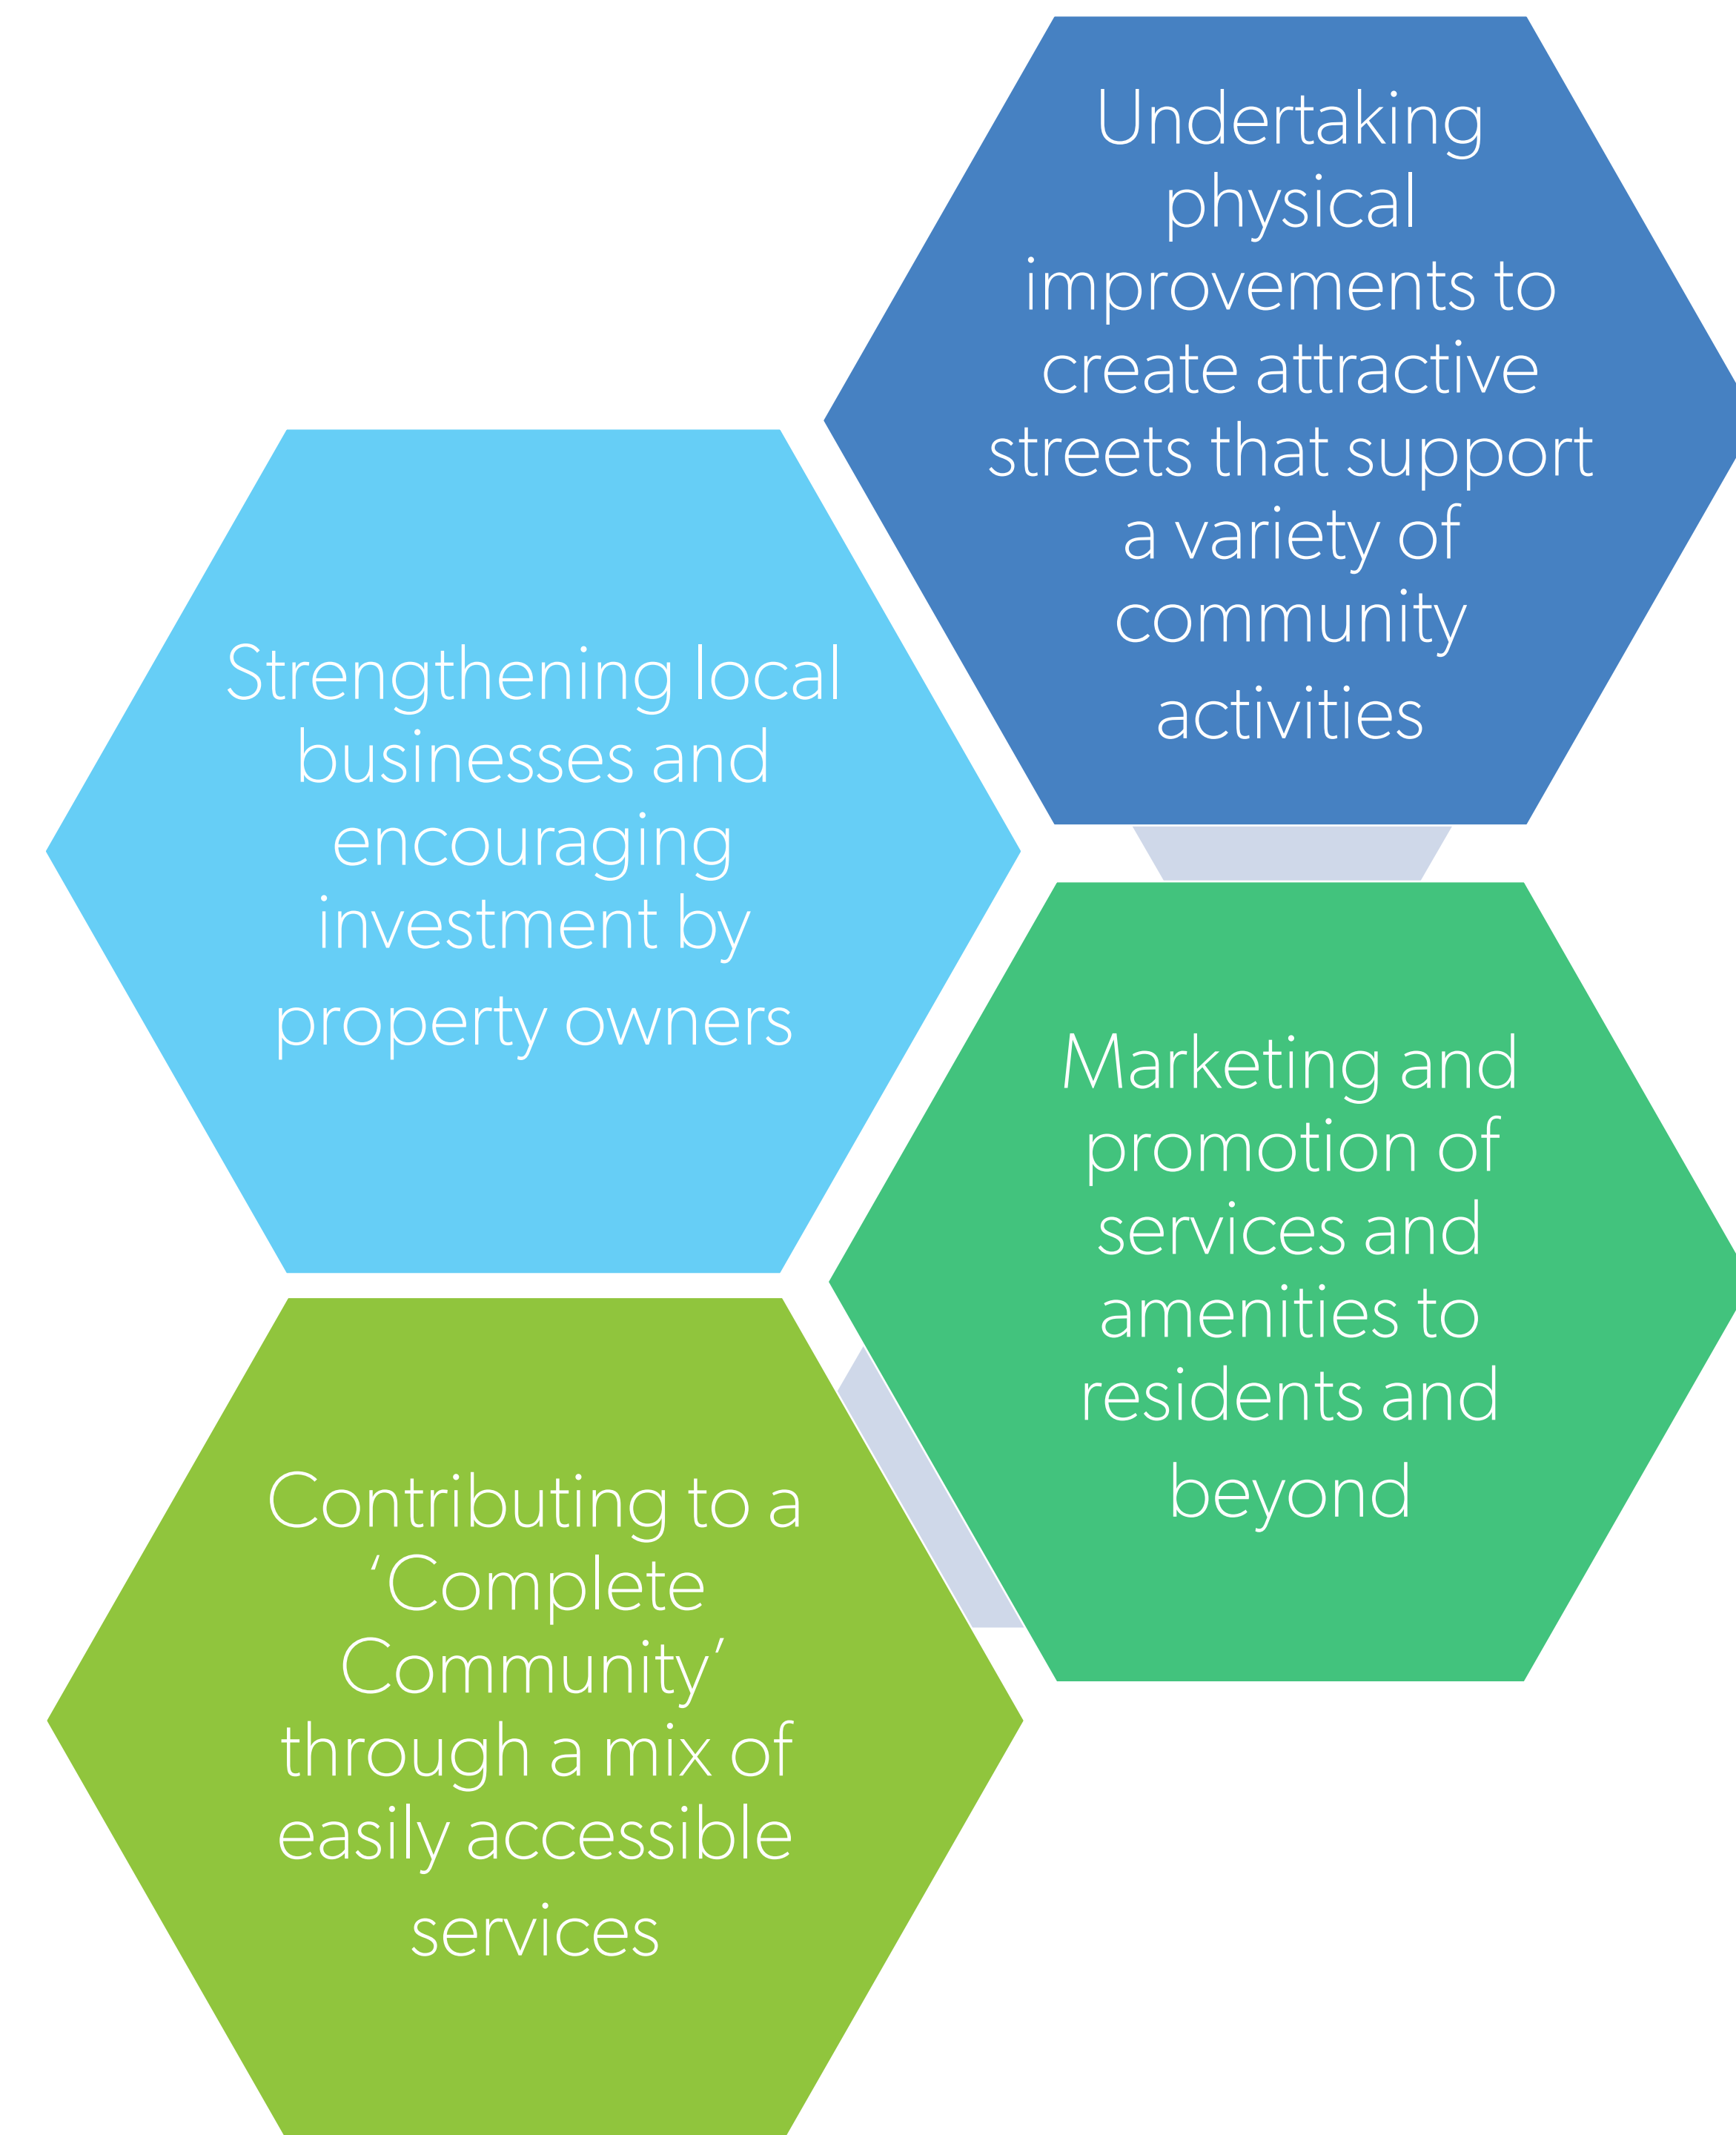 Undertaking
physical
improvements to
create attractive
streets that support
a variety of
community
activities
Strengthening local
businesses and
encouraging
investment by
property owners
Marketing and
promotion of
services and
amenities to
residents and
beyond
Contributing to a
‘Complete
Community’
through a mix of
easily accessible
services